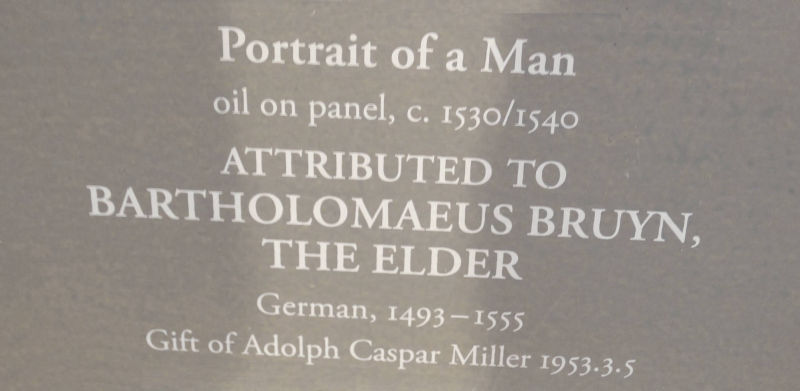 Portrait of a Man
oil on panel, c. 1530/1540
ATTRIBUTED TO
BARTHOLOMAEUS BRUYN,
THE ELDER
German, 1493–1555
Gift of Adolph Caspar Miller 1953.3.5